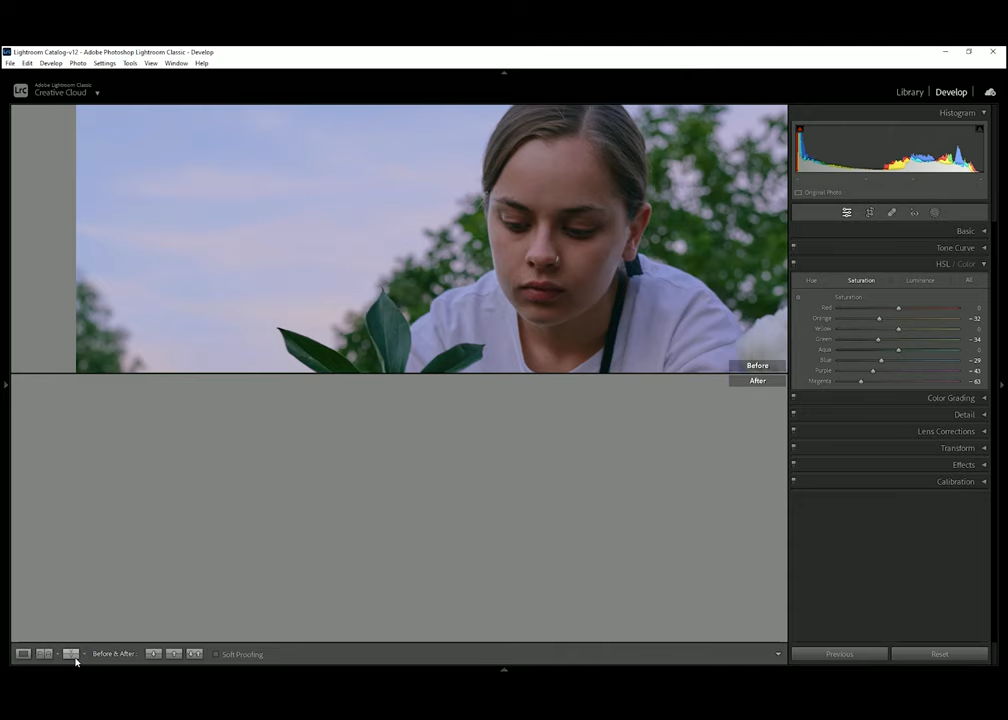 Lightroom Catalog-v12 - Adobe Photoshop Lightroom Classic - Develop
File Edit Develop Photo Settings Tools View Window Help
LrC
Adobe Lightroom Classic
Creative Cloud
Library | Develop
Histogram
Original Photo
Basic
Tone Curve
HSL / Color
Hue Saturation Luminance All
Saturation
Red 0
Orange - 32
Yellow 0
Green - 34
Aqua 0
Blue - 29
Purple - 43
Magenta - 63
Before
After
Color Grading
Detail
Lens Corrections
Transform
Effects
Calibration
Before & After :
Soft Proofing
Previous Reset